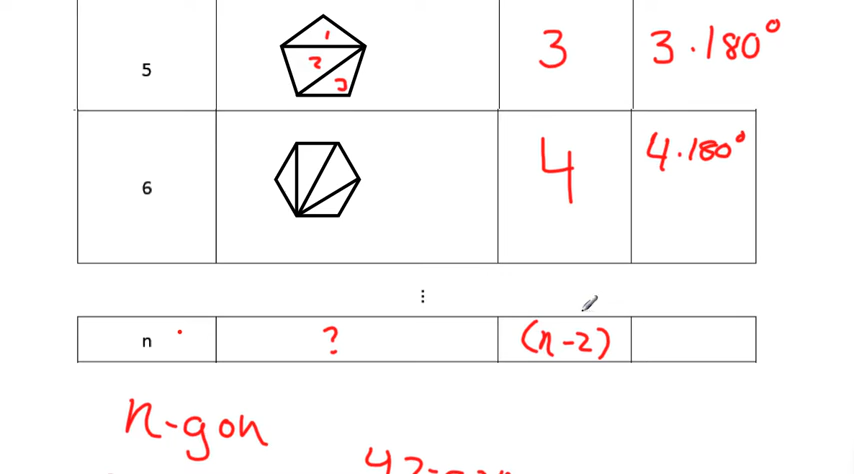 5 1 2 3 3 3 · 180°
6 4 4 · 180°
⋮
n ? (n-2)
n-gon